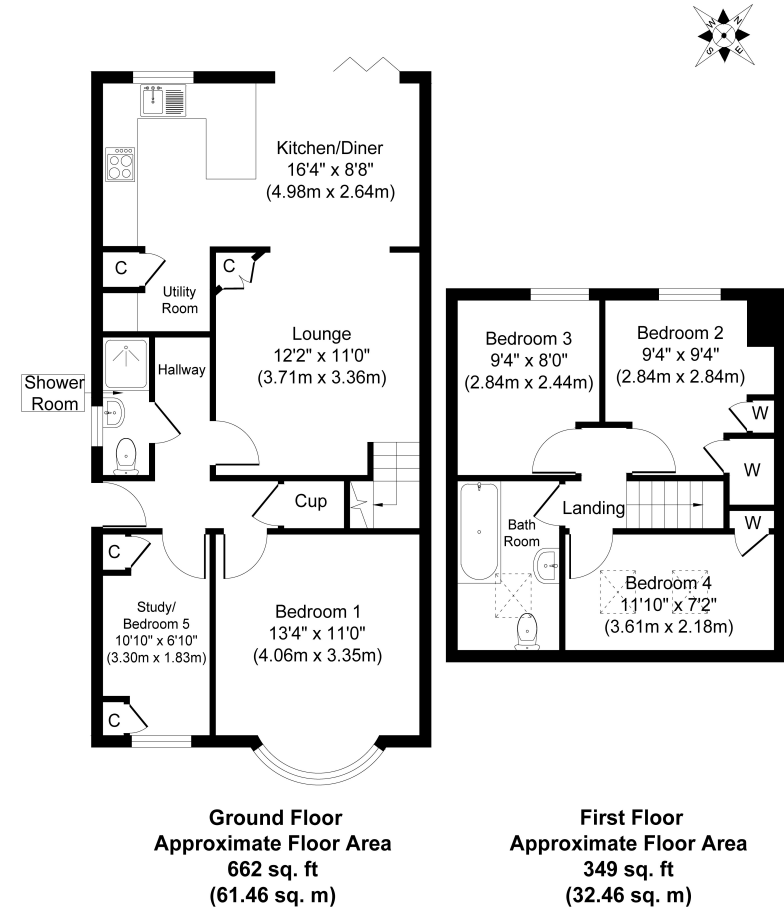 W
N
S
E
Kitchen/Diner
16'4" x 8'8"
(4.98m x 2.64m)
C
Utility
Room
C
Lounge
12'2" x 11'0"
(3.71m x 3.36m)
Hallway
Shower
Room
Cup
C
Study/
Bedroom 5
10'10" x 6'10"
(3.30m x 1.83m)
C
Bedroom 1
13'4" x 11'0"
(4.06m x 3.35m)
Bedroom 3
9'4" x 8'0"
(2.84m x 2.44m)
Bedroom 2
9'4" x 9'4"
(2.84m x 2.84m)
W
W
W
Landing
Bath
Room
Bedroom 4
11'10" x 7'2"
(3.61m x 2.18m)
Ground Floor
Approximate Floor Area
662 sq. ft
(61.46 sq. m)
First Floor
Approximate Floor Area
349 sq. ft
(32.46 sq. m)